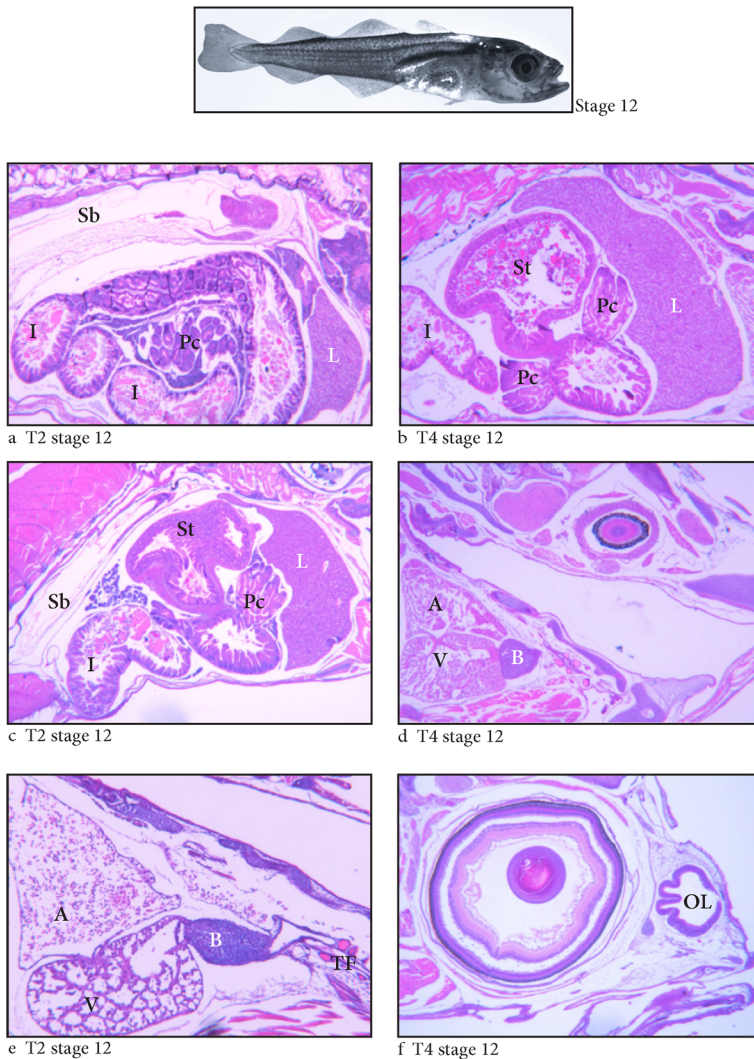 Stage 12
Sb
I
Pc
I
L
a T2 stage 12
St
I
Pc
L
Pc
b T4 stage 12
St
L
Sb
Pc
I
c T2 stage 12
A
V
B
d T4 stage 12
A
B
TF
V
e T2 stage 12
OL
f T4 stage 12